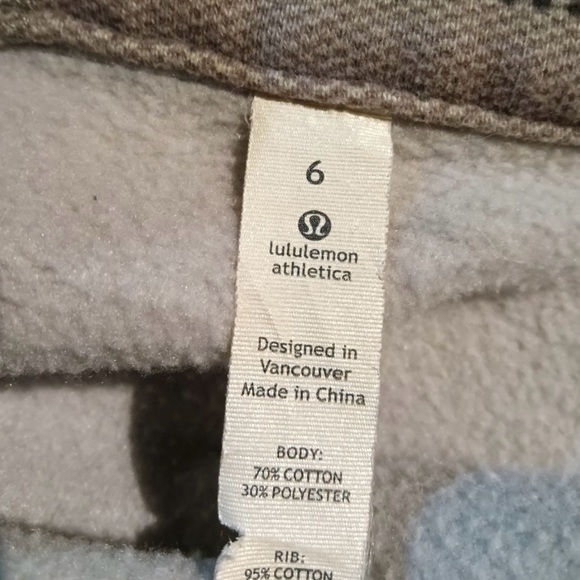 6
lululemon
athletica
Designed in
Vancouver
Made in China
BODY:
70% COTTON
30% POLYESTER
RIB:
95% COTTON